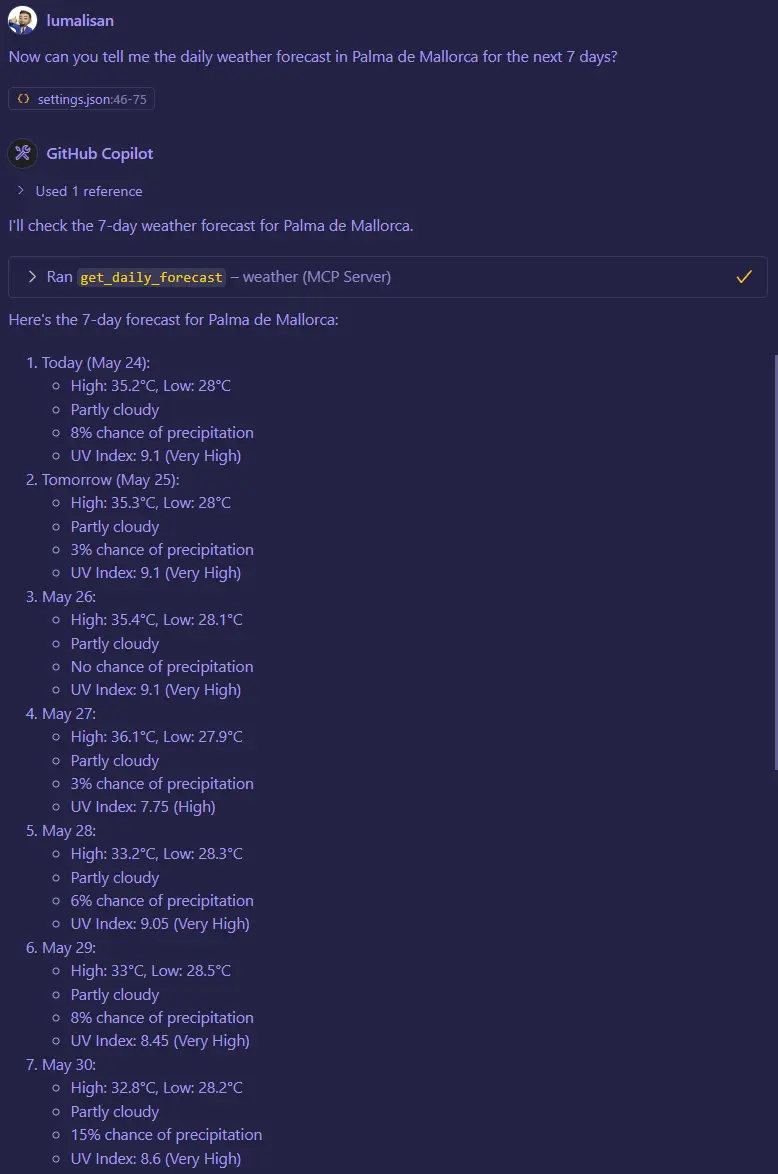 lumalisan
Now can you tell me the daily weather forecast in Palma de Mallorca for the next 7 days?
settings.json:46-75
GitHub Copilot
Used 1 reference
I'll check the 7-day weather forecast for Palma de Mallorca.
Ran get_daily_forecast – weather (MCP Server)
Here's the 7-day forecast for Palma de Mallorca:
1. Today (May 24):
High: 35.2°C, Low: 28°C
Partly cloudy
8% chance of precipitation
UV Index: 9.1 (Very High)
2. Tomorrow (May 25):
High: 35.3°C, Low: 28°C
Partly cloudy
3% chance of precipitation
UV Index: 9.1 (Very High)
3. May 26:
High: 35.4°C, Low: 28.1°C
Partly cloudy
No chance of precipitation
UV Index: 9.1 (Very High)
4. May 27:
High: 36.1°C, Low: 27.9°C
Partly cloudy
3% chance of precipitation
UV Index: 7.75 (High)
5. May 28:
High: 33.2°C, Low: 28.3°C
Partly cloudy
6% chance of precipitation
UV Index: 9.05 (Very High)
6. May 29:
High: 33°C, Low: 28.5°C
Partly cloudy
8% chance of precipitation
UV Index: 8.45 (Very High)
7. May 30:
High: 32.8°C, Low: 28.2°C
Partly cloudy
15% chance of precipitation
UV Index: 8.6 (Very High)